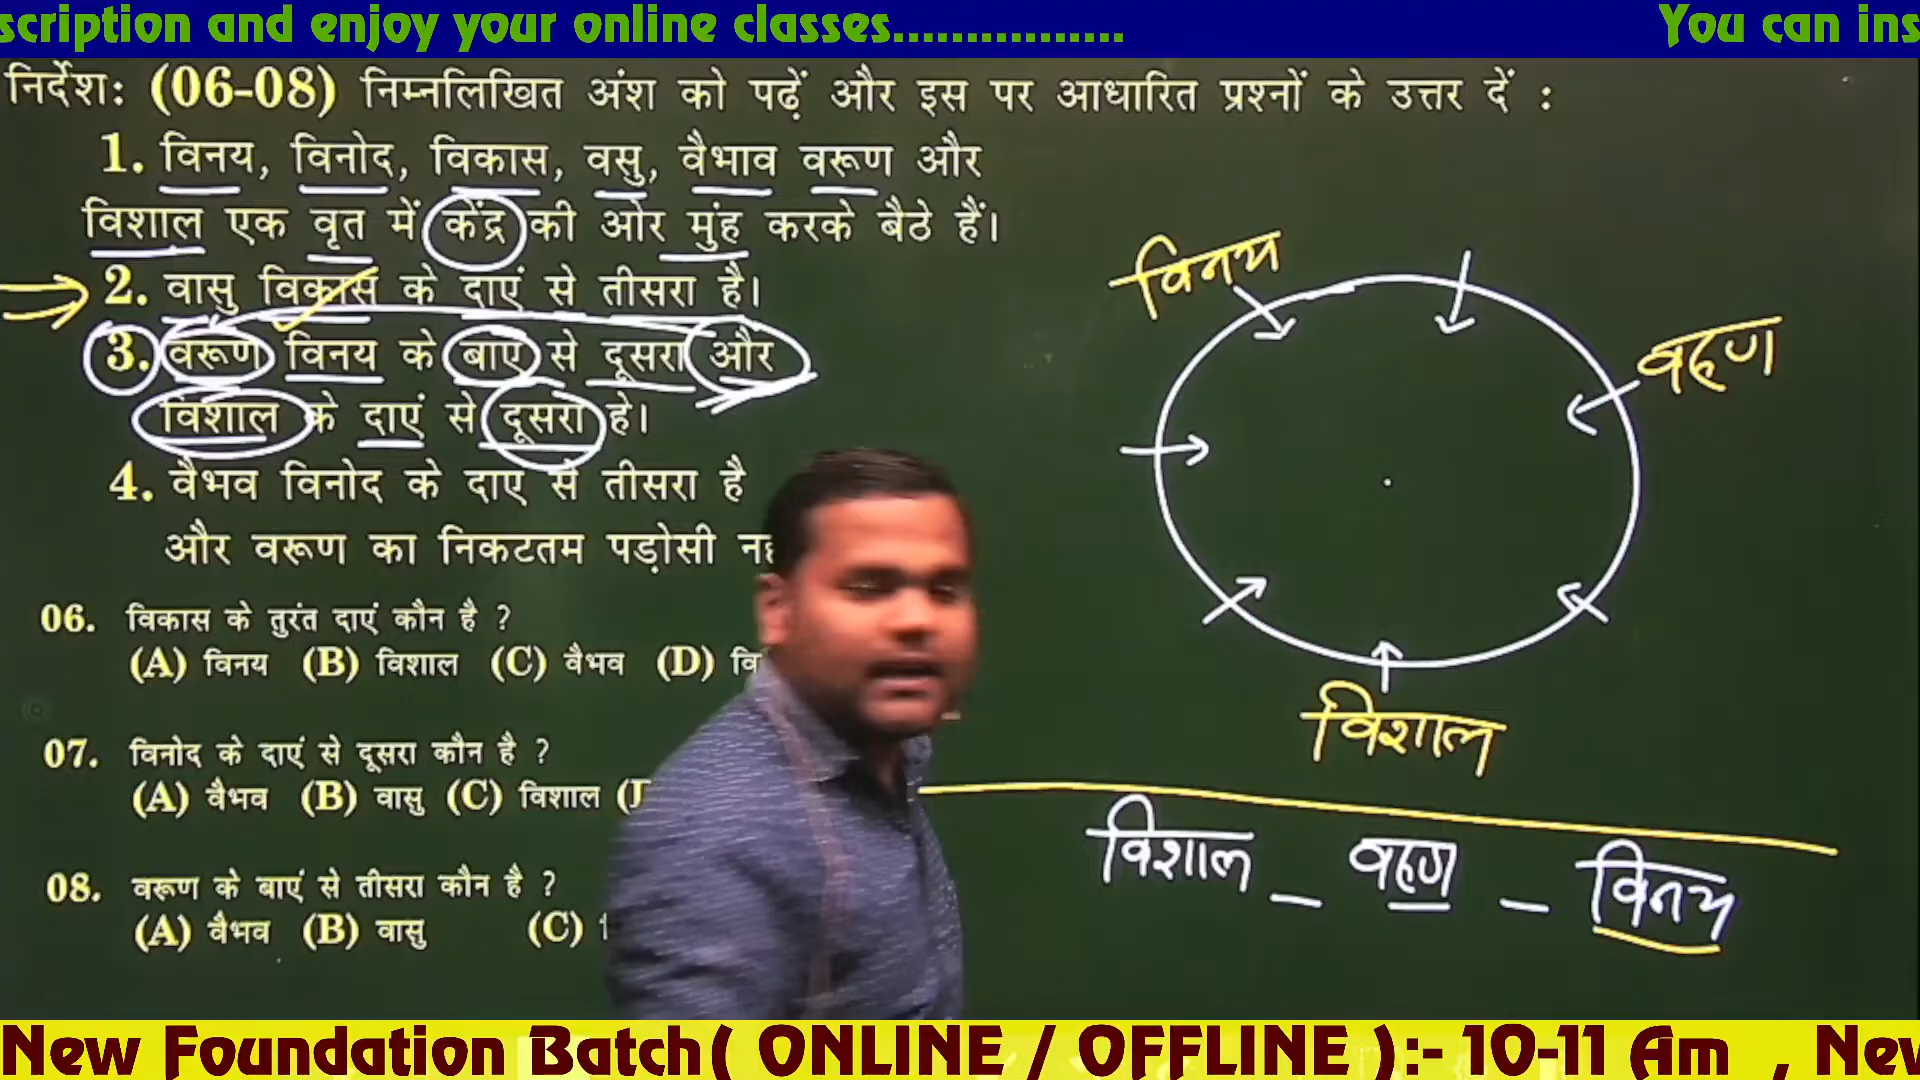 scription and enjoy your online classes................ You can ins
निर्देश: (06-08) निम्नलिखित अंश को पढ़ें और इस पर आधारित प्रश्नों के उत्तर दें :
1. विनय, विनोद, विकास, वसु, वैभाव वरूण और
विशाल एक वृत में केंद्र की ओर मुंह करके बैठे हैं।
2. वासु विकास के दाएं से तीसरा है।
3. वरूण विनय के बाएं से दूसरा और
विशाल के दाएं से दूसरा हे।
4. वैभव विनोद के दाएं से तीसरा है
और वरूण का निकटतम पड़ोसी
06. विकास के तुरंत दाएं कौन है ?
(A) विनय (B) विशाल (C) वैभव (D) वि
07. विनोद के दाएं से दूसरा कौन है ?
(A) वैभव (B) वासु (C) विशाल
08. वरूण के बाएं से तीसरा कौन है ?
(A) वैभव (B) वासु (C)
विनय
वरूण
विशाल
विशाल _ वरूण _ विनय
New Foundation Batch( ONLINE / OFFLINE ):- 10-11 Am , New